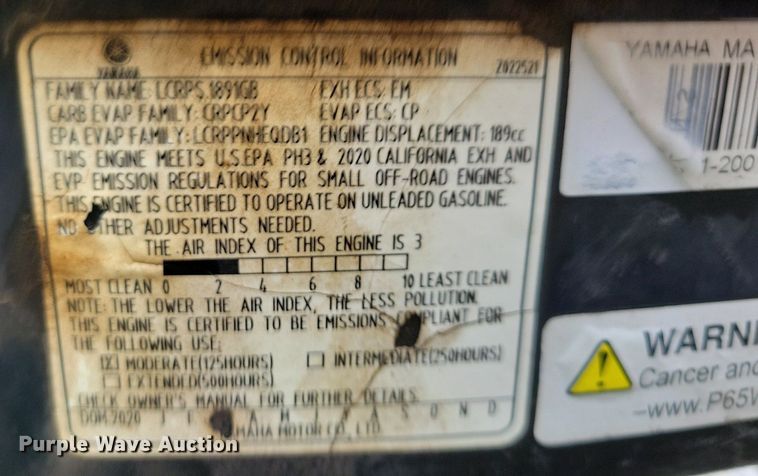 EMISSION CONTROL INFORMATION
YAMAHA
2022521
FAMILY NAME: LCRPS.1891GB EXH ECS: EM
CARB EVAP FAMILY: CRPCP2Y EVAP ECS: CP
EPA EVAP FAMILY: LCRPPNHEQDB1 ENGINE DISPLACEMENT: 189cc
THIS ENGINE MEETS U.S.EPA PH3 & 2020 CALIFORNIA EXH AND
EVP EMISSION REGULATIONS FOR SMALL OFF-ROAD ENGINES.
THIS ENGINE IS CERTIFIED TO OPERATE ON UNLEADED GASOLINE.
NO OTHER ADJUSTMENTS NEEDED.
THE AIR INDEX OF THIS ENGINE IS 3
MOST CLEAN 0 2 4 6 8 10 LEAST CLEAN
NOTE: THE LOWER THE AIR INDEX, THE LESS POLLUTION.
THIS ENGINE IS CERTIFIED TO BE EMISSIONS COMPLIANT FOR
THE FOLLOWING USE;
☒ MODERATE(125HOURS) ☐ INTERMEDIATE(250HOURS)
☐ EXTENDED(500HOURS)
CHECK OWNER'S MANUAL FOR FURTHER DETAILS.
DOM 2020 J F A M J J A S O N D
YAMAHA MOTOR CO., LTD.
YAMAHA MA
1-200
WARNI
Cancer and
-www.P65W
Purple Wave Auction